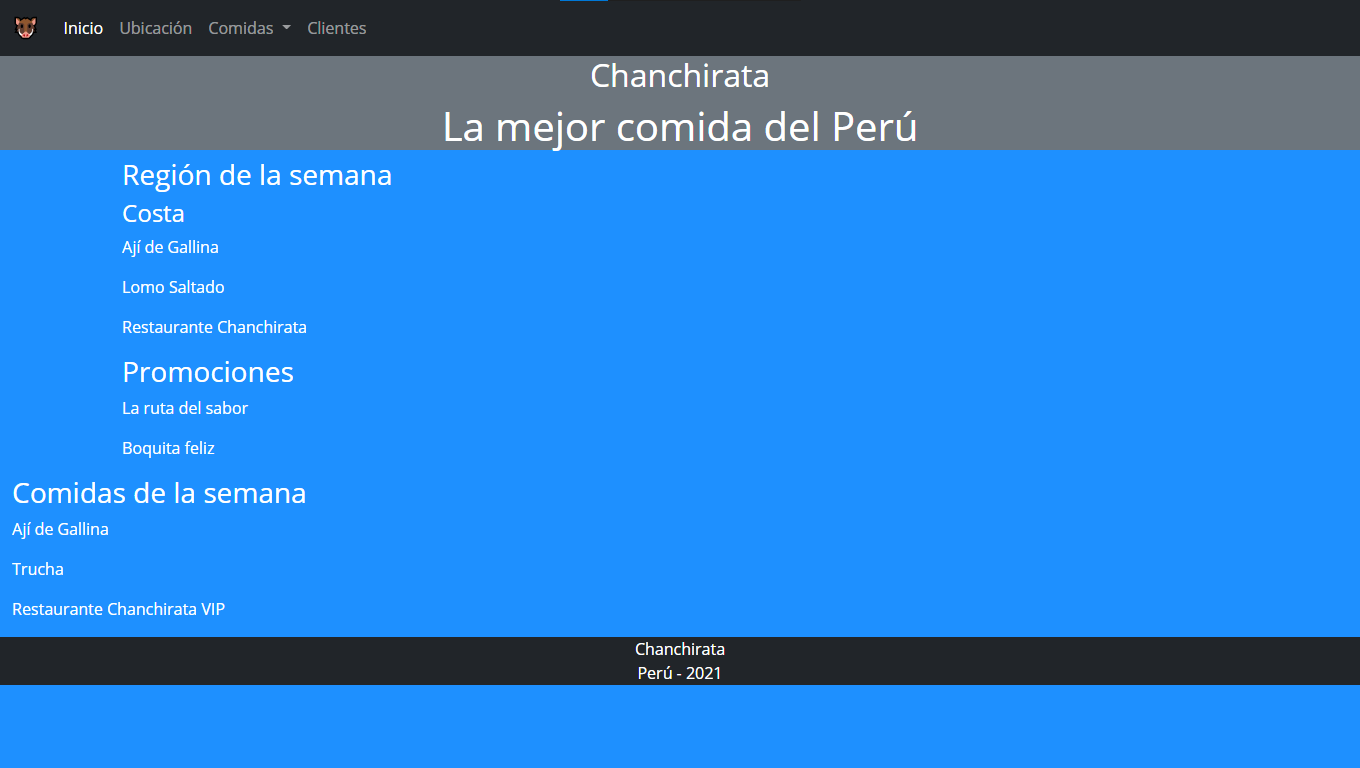 Inicio Ubicación Comidas Clientes
Chanchirata
La mejor comida del Perú
Región de la semana
Costa
Ají de Gallina
Lomo Saltado
Restaurante Chanchirata
Promociones
La ruta del sabor
Boquita feliz
Comidas de la semana
Ají de Gallina
Trucha
Restaurante Chanchirata VIP
Chanchirata
Perú - 2021